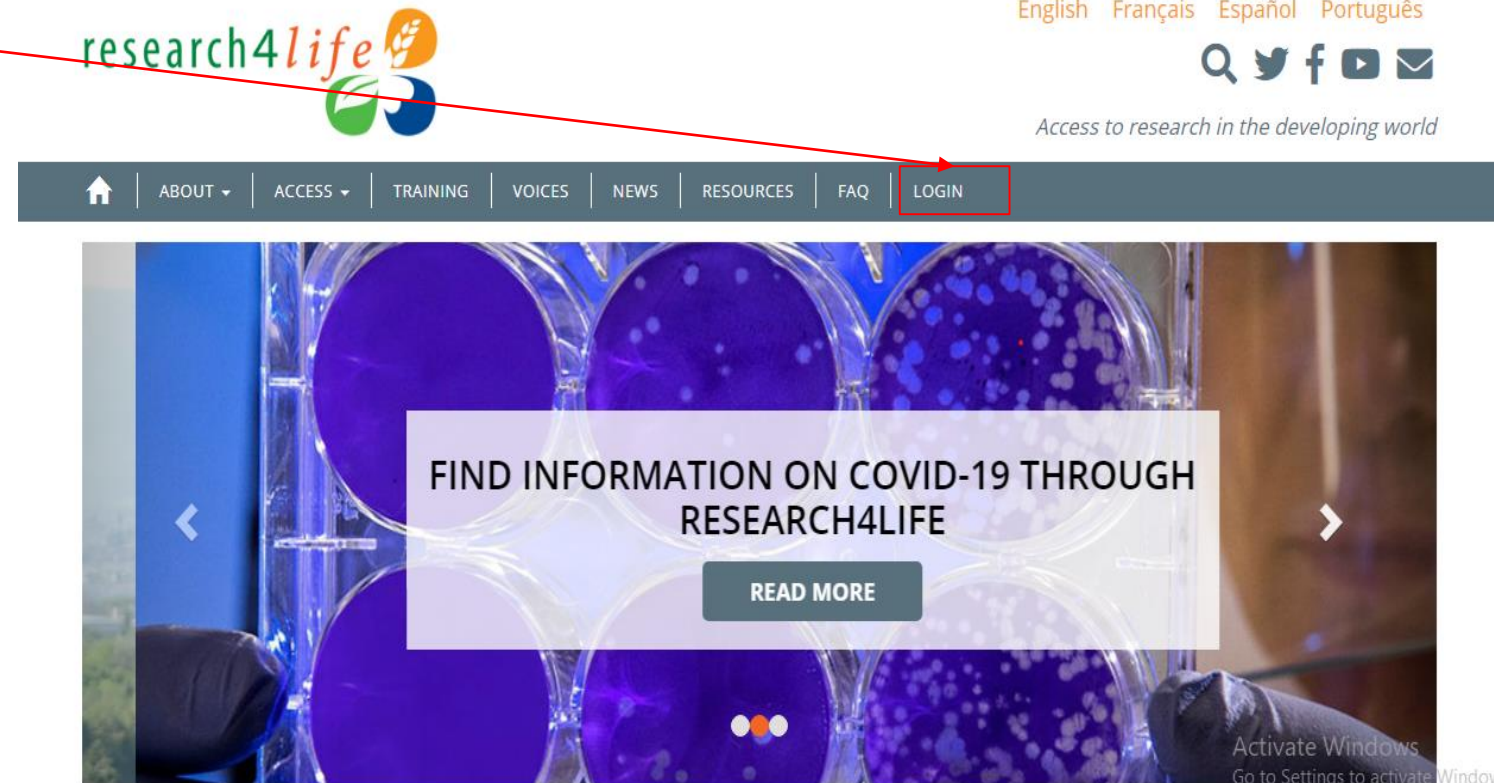 English Français Español Português
research4life
Access to research in the developing world
ABOUT ACCESS TRAINING VOICES NEWS RESOURCES FAQ LOGIN
FIND INFORMATION ON COVID-19 THROUGH
RESEARCH4LIFE
READ MORE
Activate Windows
Go to Settings to activate Window